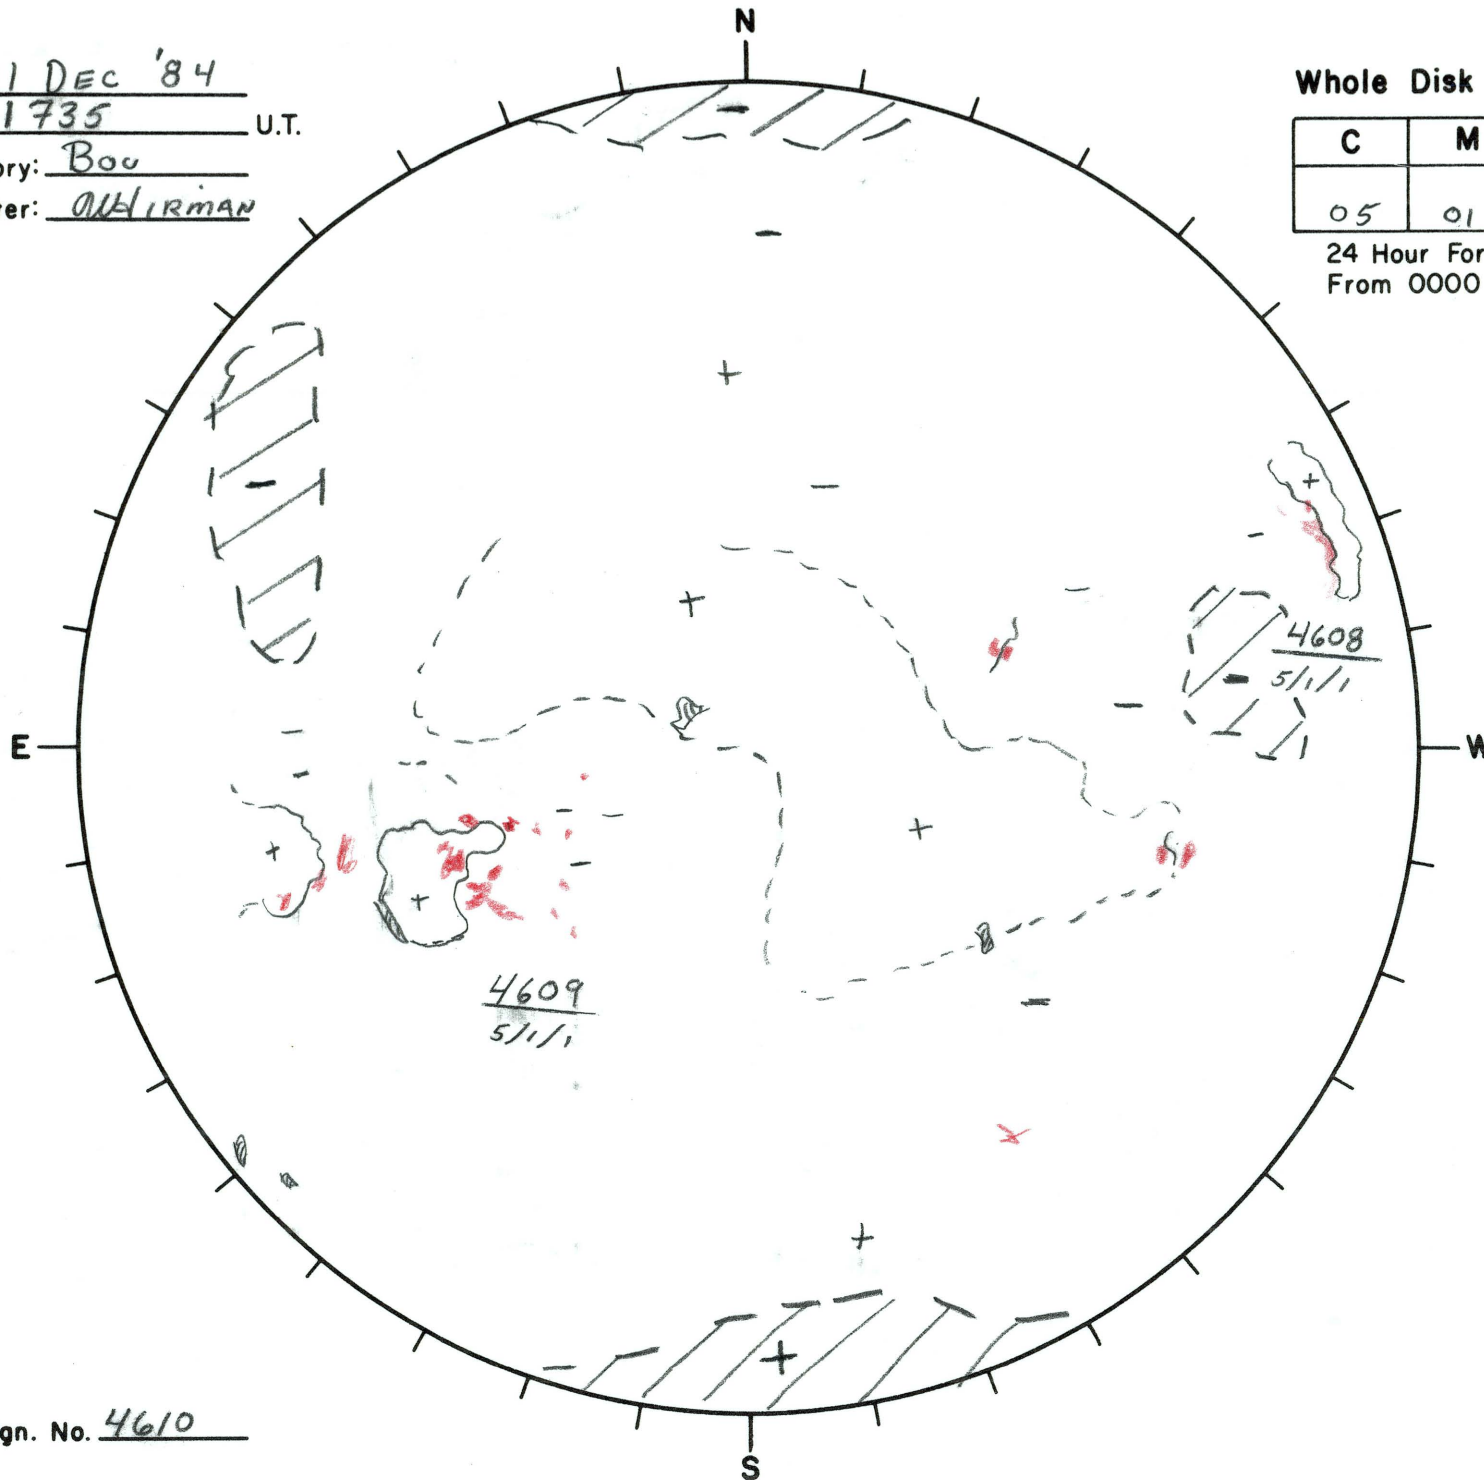 N
1 DEC '84
1735 U.T.
ory: Bou
er:
Whole Disk
C M
05 01
24 Hour For
From 0000
+
-
4608
5/1/1
E
W
4609
5/1/1
gn. No. 4610
S